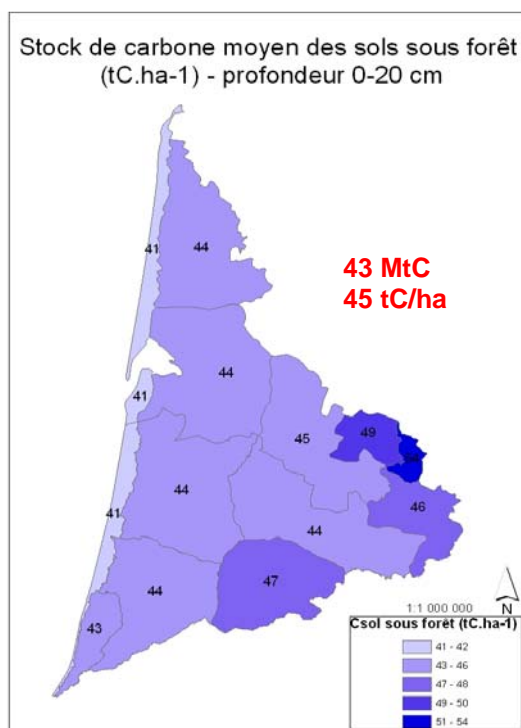 Stock de carbone moyen des sols sous forêt
(tC.ha-1) - profondeur 0-20 cm
41
44
43 MtC
45 tC/ha
44
41
45
49
44
46
41
44
44
47
43
1:1 000 000
N
Csol sous forêt (tC.ha-1)
41 - 42
43 - 46
47 - 48
49 - 50
51 - 54